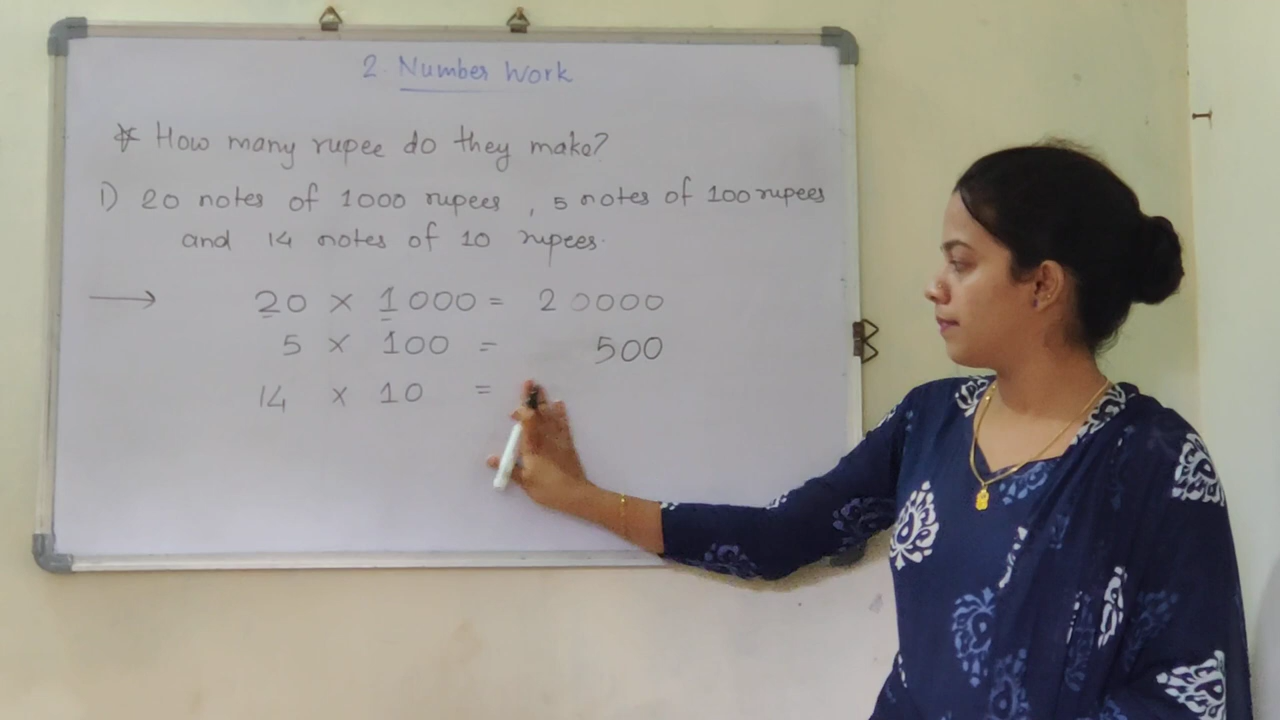 2. Number Work
* How many rupee do they make?
1) 20 notes of 1000 rupees, 5 notes of 100 rupees
and 14 notes of 10 rupees.
→ 20 × 1000 = 20000
5 × 100 = 500
14 × 10 =